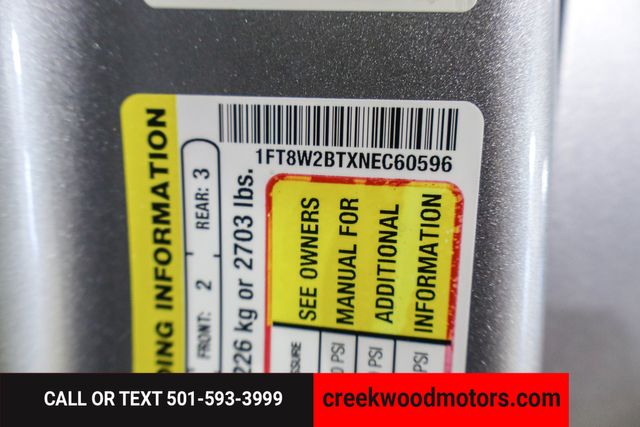 1FT8W2BTXNEC60596
DING INFORMATION
FRONT: 2 REAR: 3
226 kg or 2703 lbs.
SEE OWNERS
MANUAL FOR
ADDITIONAL
INFORMATION
SSURE
PSI
PSI
PSI
CALL OR TEXT 501-593-3999
creekwoodmotors.com